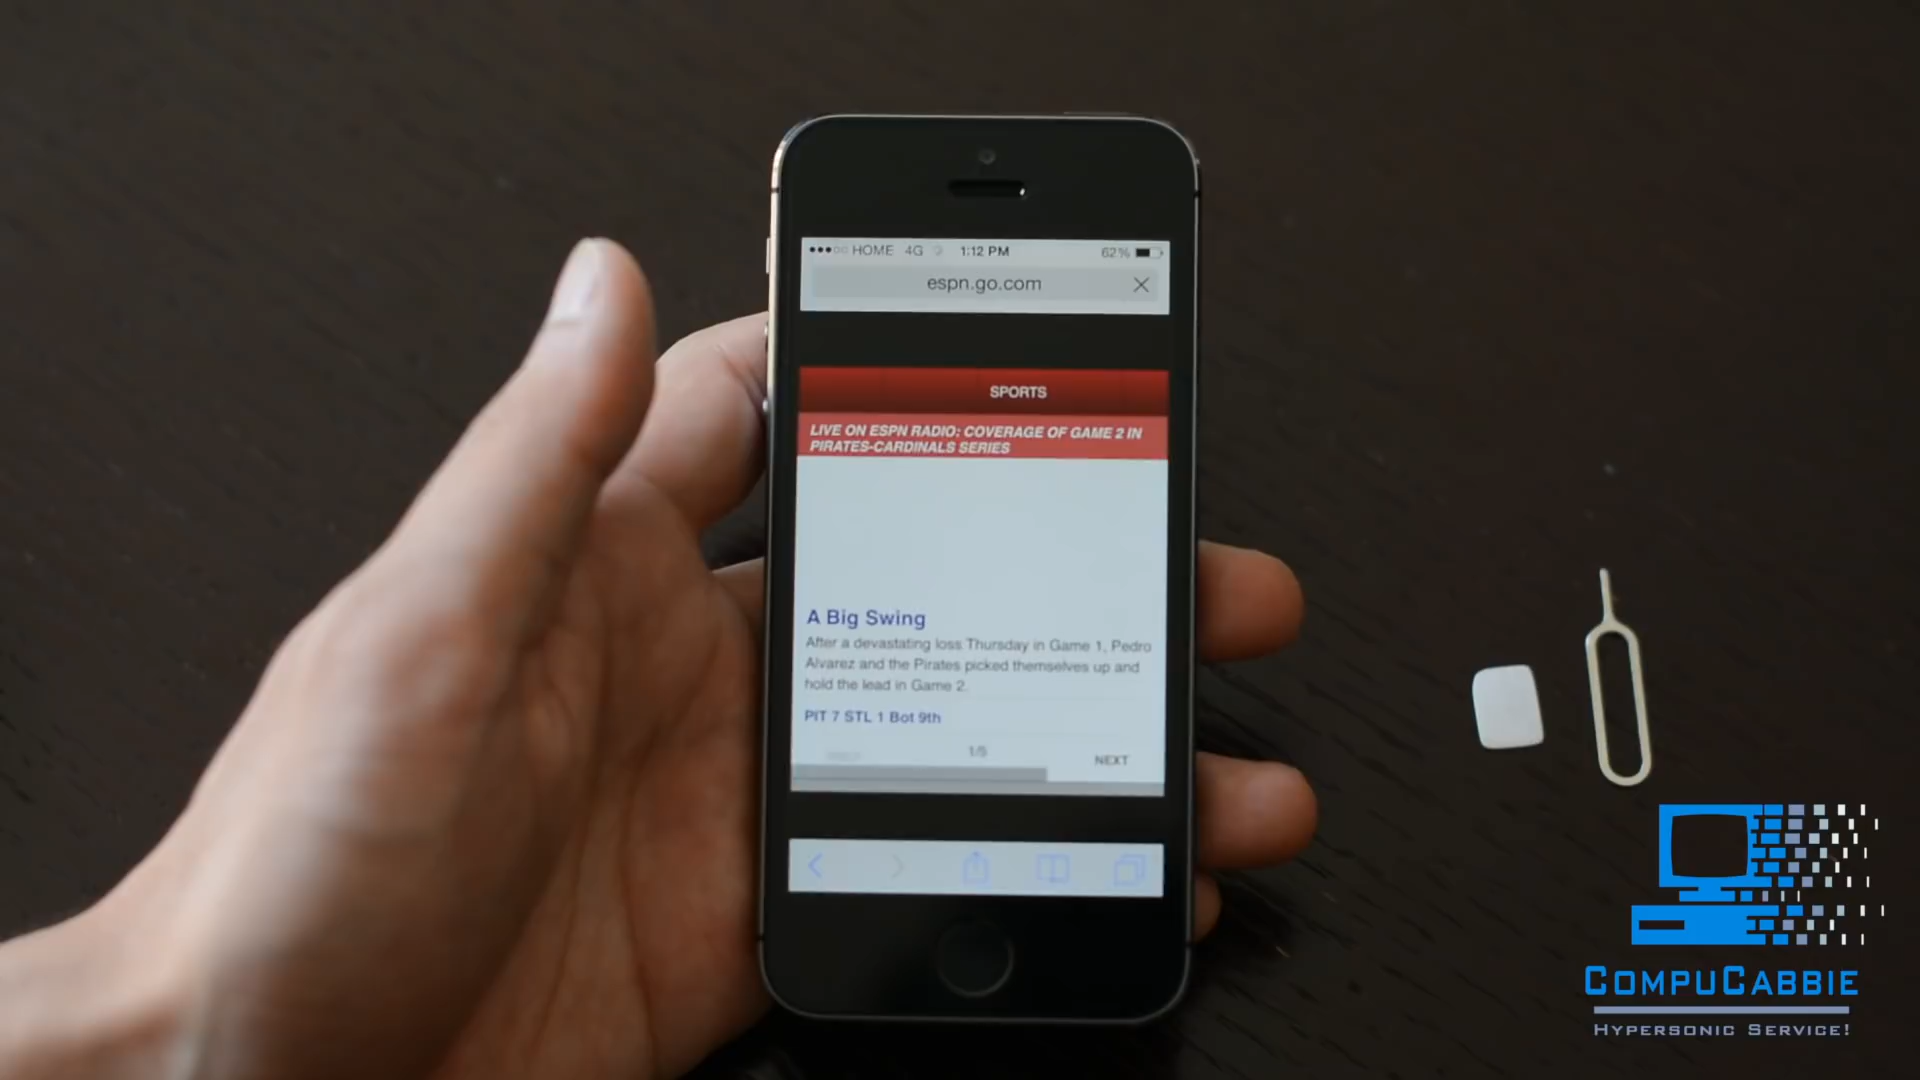 HOME 4G 1:12 PM 62%
espn.go.com
SPORTS
LIVE ON ESPN RADIO: COVERAGE OF GAME 2 IN
PIRATES-CARDINALS SERIES
A Big Swing
After a devastating loss Thursday in Game 1, Pedro
Alvarez and the Pirates picked themselves up and
hold the lead in Game 2.
PIT 7 STL 1 Bot 9th
1/5
NEXT
COMPUCABBIE
HYPERSONIC SERVICE!